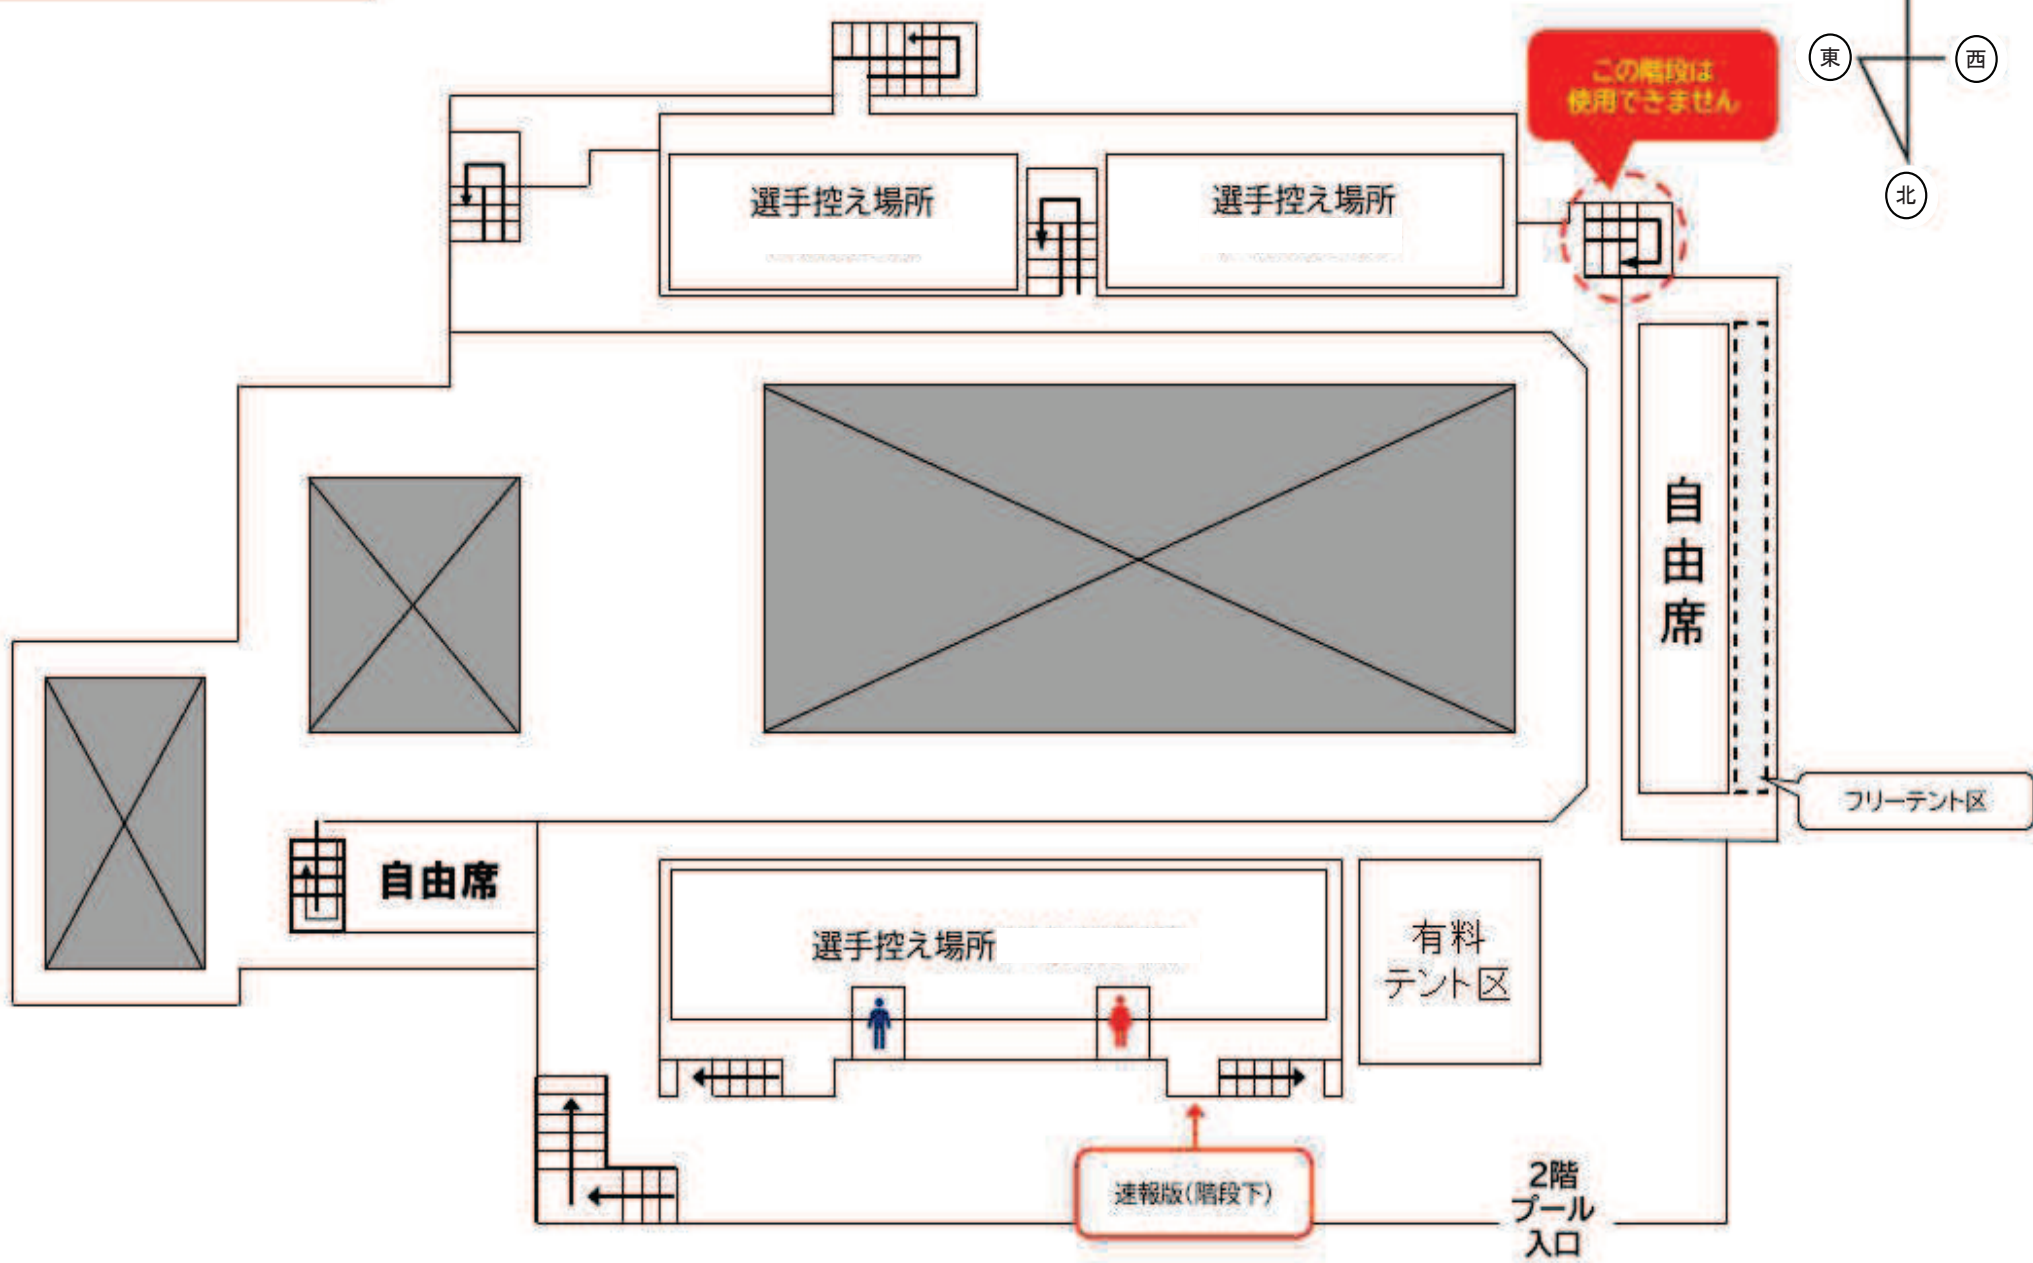 この階段は
使用できません
東
西
北
選手控え場所
選手控え場所
自由席
フリーテント区
自由席
選手控え場所
有料
テント区
速報版(階段下)
2階
プール
入口